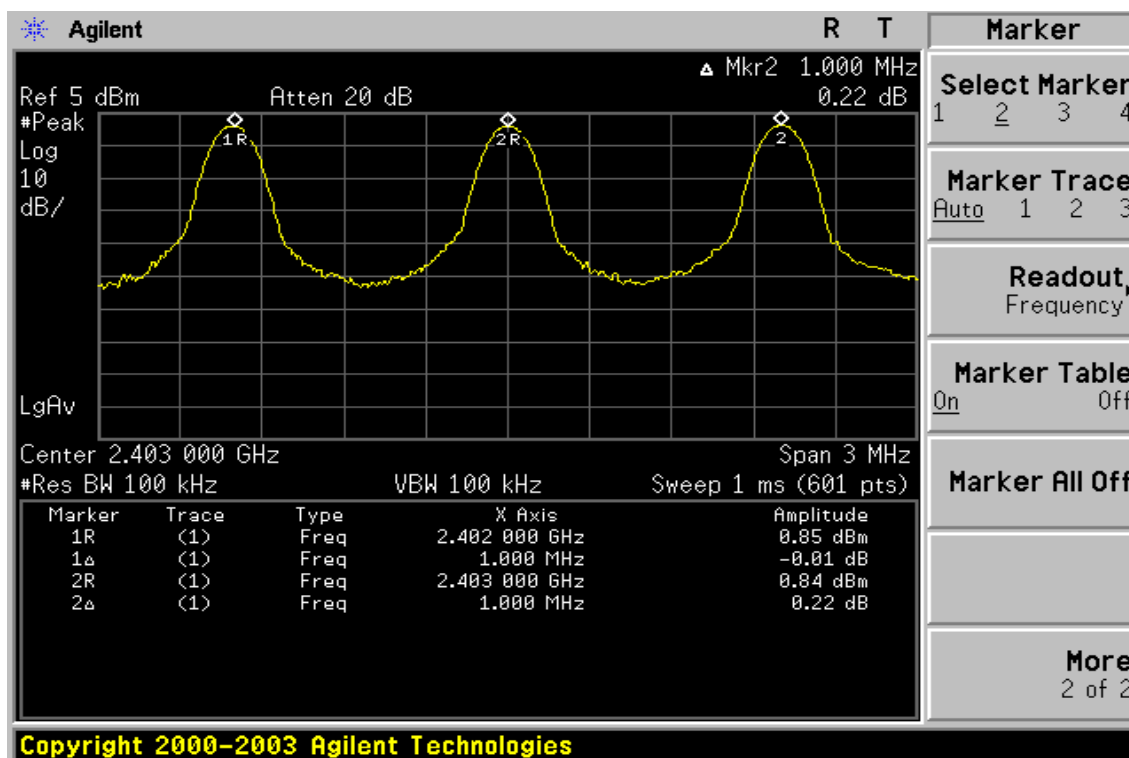 Agilent R T
Marker
Δ Mkr2 1.000 MHz
Ref 5 dBm Atten 20 dB 0.22 dB
#Peak
Log
10
dB/
1R 2R 2
LgAv
Center 2.403 000 GHz Span 3 MHz
#Res BW 100 kHz VBW 100 kHz Sweep 1 ms (601 pts)
Marker Trace Type X Axis Amplitude
1R (1) Freq 2.402 000 GHz 0.85 dBm
1Δ (1) Freq 1.000 MHz -0.01 dB
2R (1) Freq 2.403 000 GHz 0.84 dBm
2Δ (1) Freq 1.000 MHz 0.22 dB
Select Marker
1 2 3 4
Marker Trace
Auto 1 2 3
Readout
Frequency
Marker Table
On Off
Marker All Off
More
2 of 2
Copyright 2000-2003 Agilent Technologies